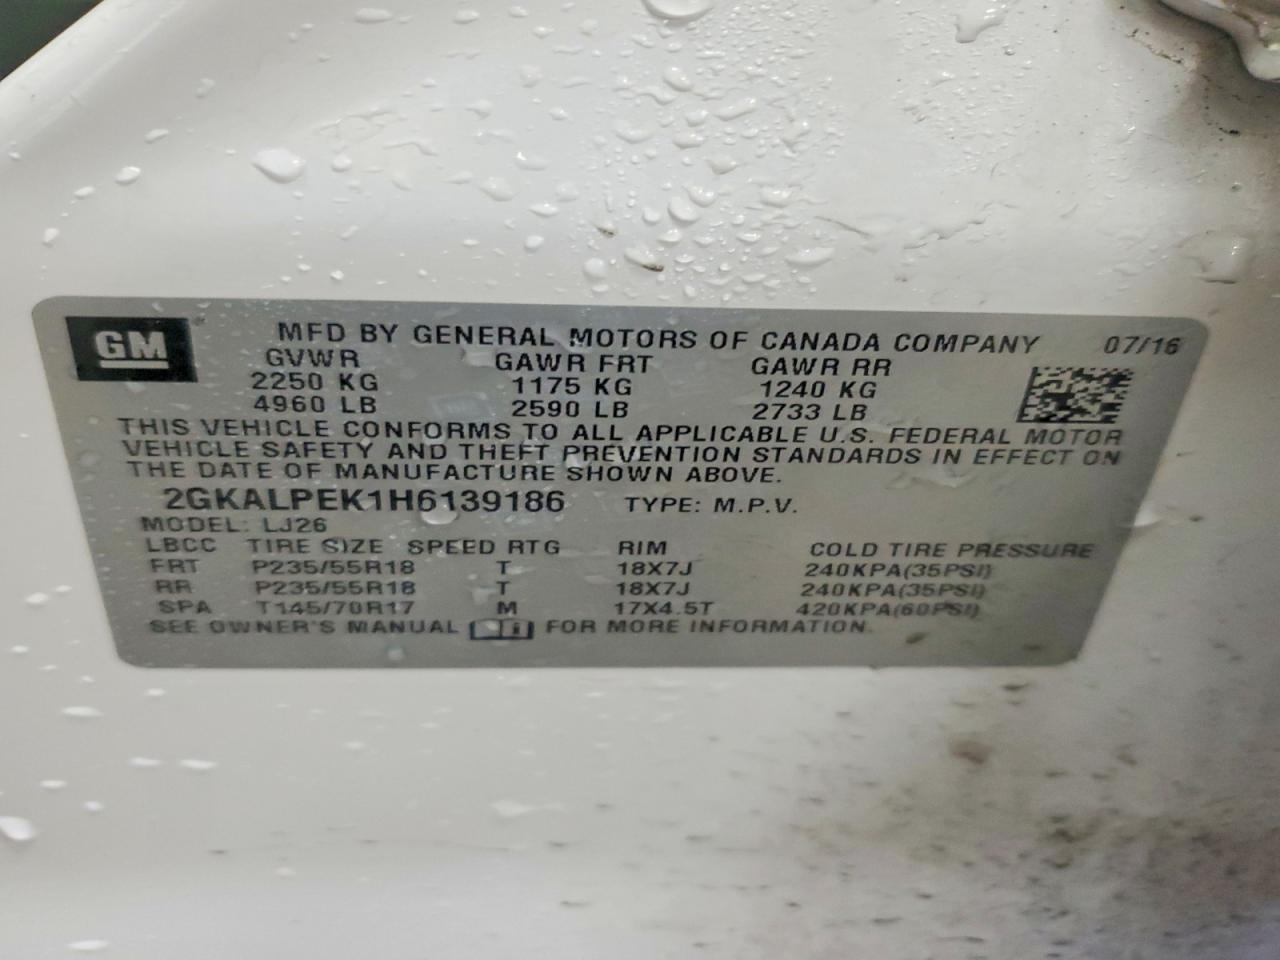 GM MFD BY GENERAL MOTORS OF CANADA COMPANY 07/16
GVWR GAWR FRT GAWR RR
2250 KG 1175 KG 1240 KG
4960 LB 2590 LB 2733 LB
THIS VEHICLE CONFORMS TO ALL APPLICABLE U.S. FEDERAL MOTOR
VEHICLE SAFETY AND THEFT PREVENTION STANDARDS IN EFFECT ON
THE DATE OF MANUFACTURE SHOWN ABOVE.
2GKALPEK1H6139186 TYPE: M.P.V.
MODEL: LJ26
LBCC TIRE SIZE SPEED RTG RIM COLD TIRE PRESSURE
FRT P235/55R18 T 18X7J 240KPA(35PSI)
RR P235/55R18 T 18X7J 240KPA(35PSI)
SPA T145/70R17 M 17X4.5T 420KPA(60PSI)
SEE OWNER'S MANUAL FOR MORE INFORMATION.